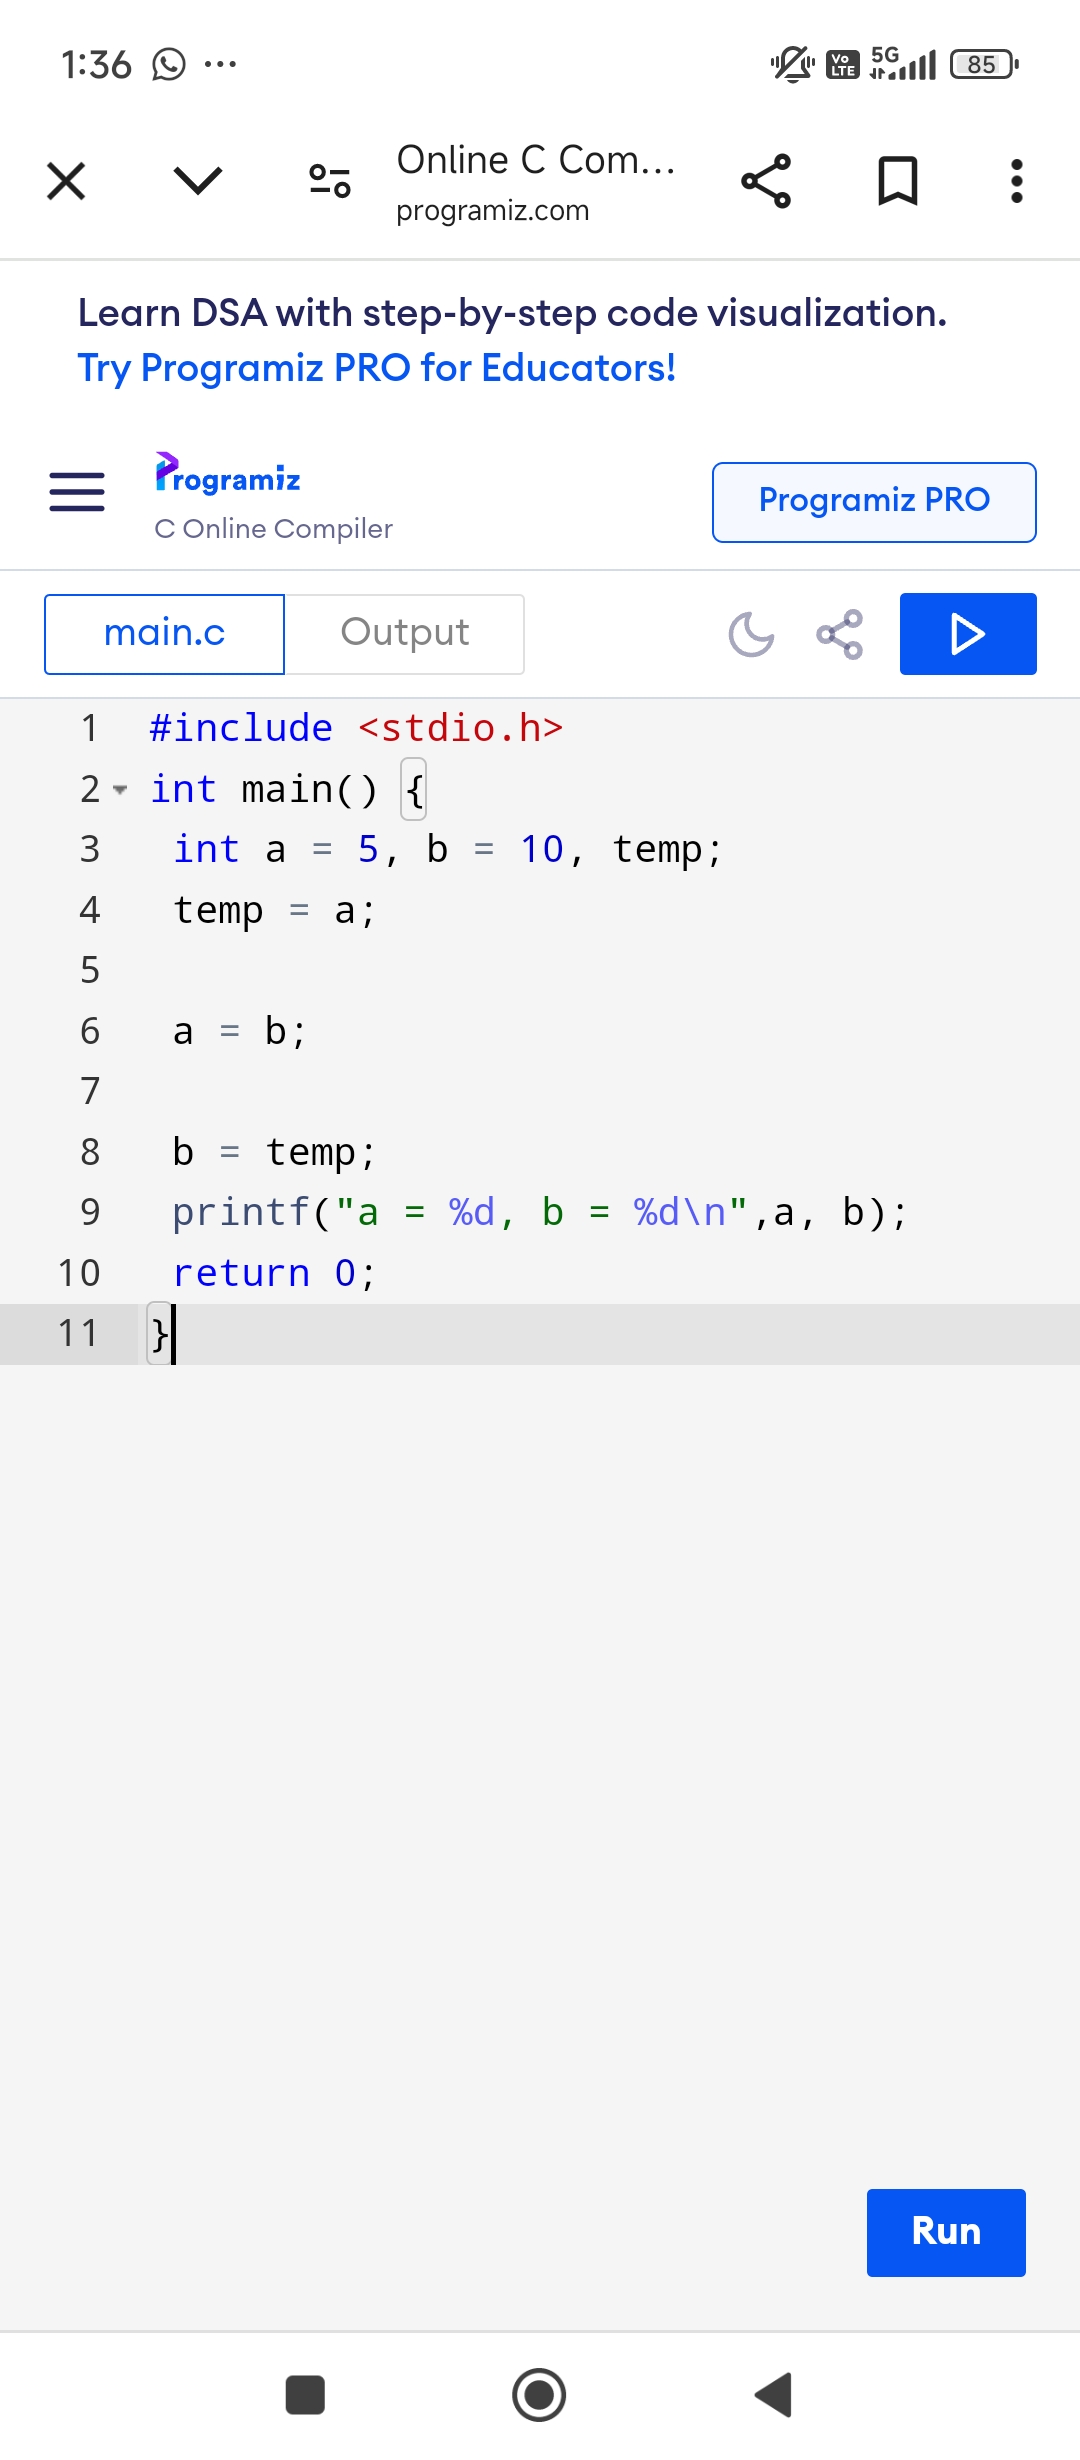 1:36 ... Vo LTE 5G 85
Online C Com...
programiz.com
Learn DSA with step-by-step code visualization.
Try Programiz PRO for Educators!
Programiz
C Online Compiler
Programiz PRO
main.c Output
1 #include <stdio.h>
2 int main() {
3 int a = 5, b = 10, temp;
4 temp = a;
5
6 a = b;
7
8 b = temp;
9 printf("a = %d, b = %d\n",a, b);
10 return 0;
11 }
Run